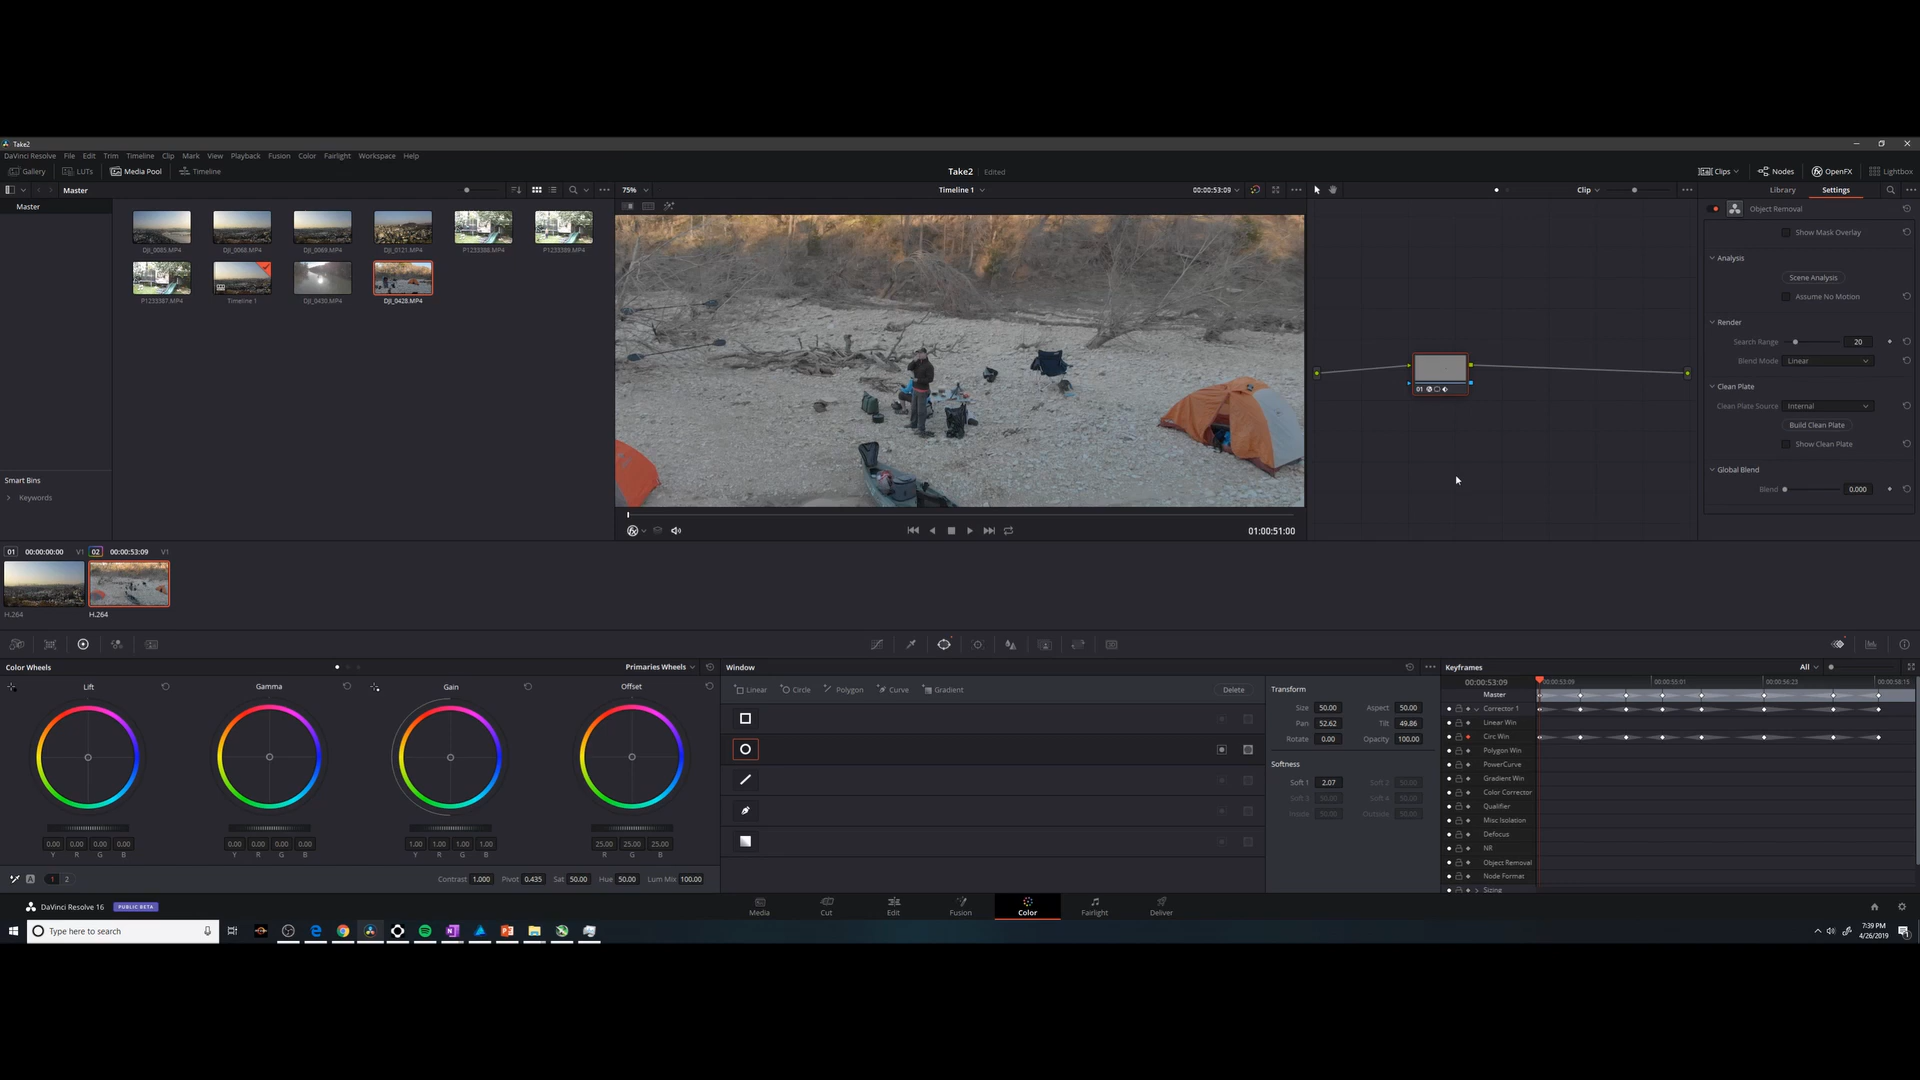 Take2
DaVinci Resolve File Edit Trim Timeline Clip Mark View Playback Fusion Color Fairlight Workspace Help
Gallery LUTs Media Pool Timeline Take2 Edited Clips Nodes OpenFX Lightbox
Master 75% Timeline 1 00:00:53:09 Clip Library Settings
Master
Object Removal
Show Mask Overlay
DJI_0085.MP4 DJI_0068.MP4 DJI_0069.MP4 DJI_0121.MP4 P1233388.MP4 P1233389.MP4
Analysis
Scene Analysis
Assume No Motion
P1233387.MP4 Timeline 1 DJI_0430.MP4 DJI_0428.MP4
Render
Search Range 20
Blend Mode Linear
Clean Plate
01
Clean Plate Source Internal
Build Clean Plate
Show Clean Plate
Global Blend
Smart Bins
Blend 0.000
Keywords
01:00:51:00
01 00:00:00:00 V1 02 00:00:53:09 V1
H.264 H.264
Color Wheels Primaries Wheels Window Keyframes All
00:00:53:09 00:00:53:09 00:00:55:01 00:00:56:23 00:00:58:15
Lift Gamma Gain Offset Linear Circle Polygon Curve Gradient Delete Transform
Master
Size 50.00 Aspect 50.00 Corrector 1
Pan 52.62 Tilt 49.86 Linear Win
Rotate 0.00 Opacity 100.00 Circ Win
Polygon Win
Softness PowerCurve
Gradient Win
Soft 1 2.07 Soft 2 50.00
Color Corrector
Soft 3 50.00 Soft 4 50.00
Qualifier
Inside 50.00 Outside 50.00
Misc Isolation
Defocus
0.00 0.00 0.00 0.00 0.00 0.00 0.00 0.00 1.00 1.00 1.00 1.00 25.00 25.00 25.00
NR
Y R G B Y R G B Y R G B R G B
Object Removal
Node Format
A 1 2 Contrast 1.000 Pivot 0.435 Sat 50.00 Hue 50.00 Lum Mix 100.00
Sizing
DaVinci Resolve 16 PUBLIC BETA
Media Cut Edit Fusion Color Fairlight Deliver
Type here to search
7:39 PM
4/26/2019